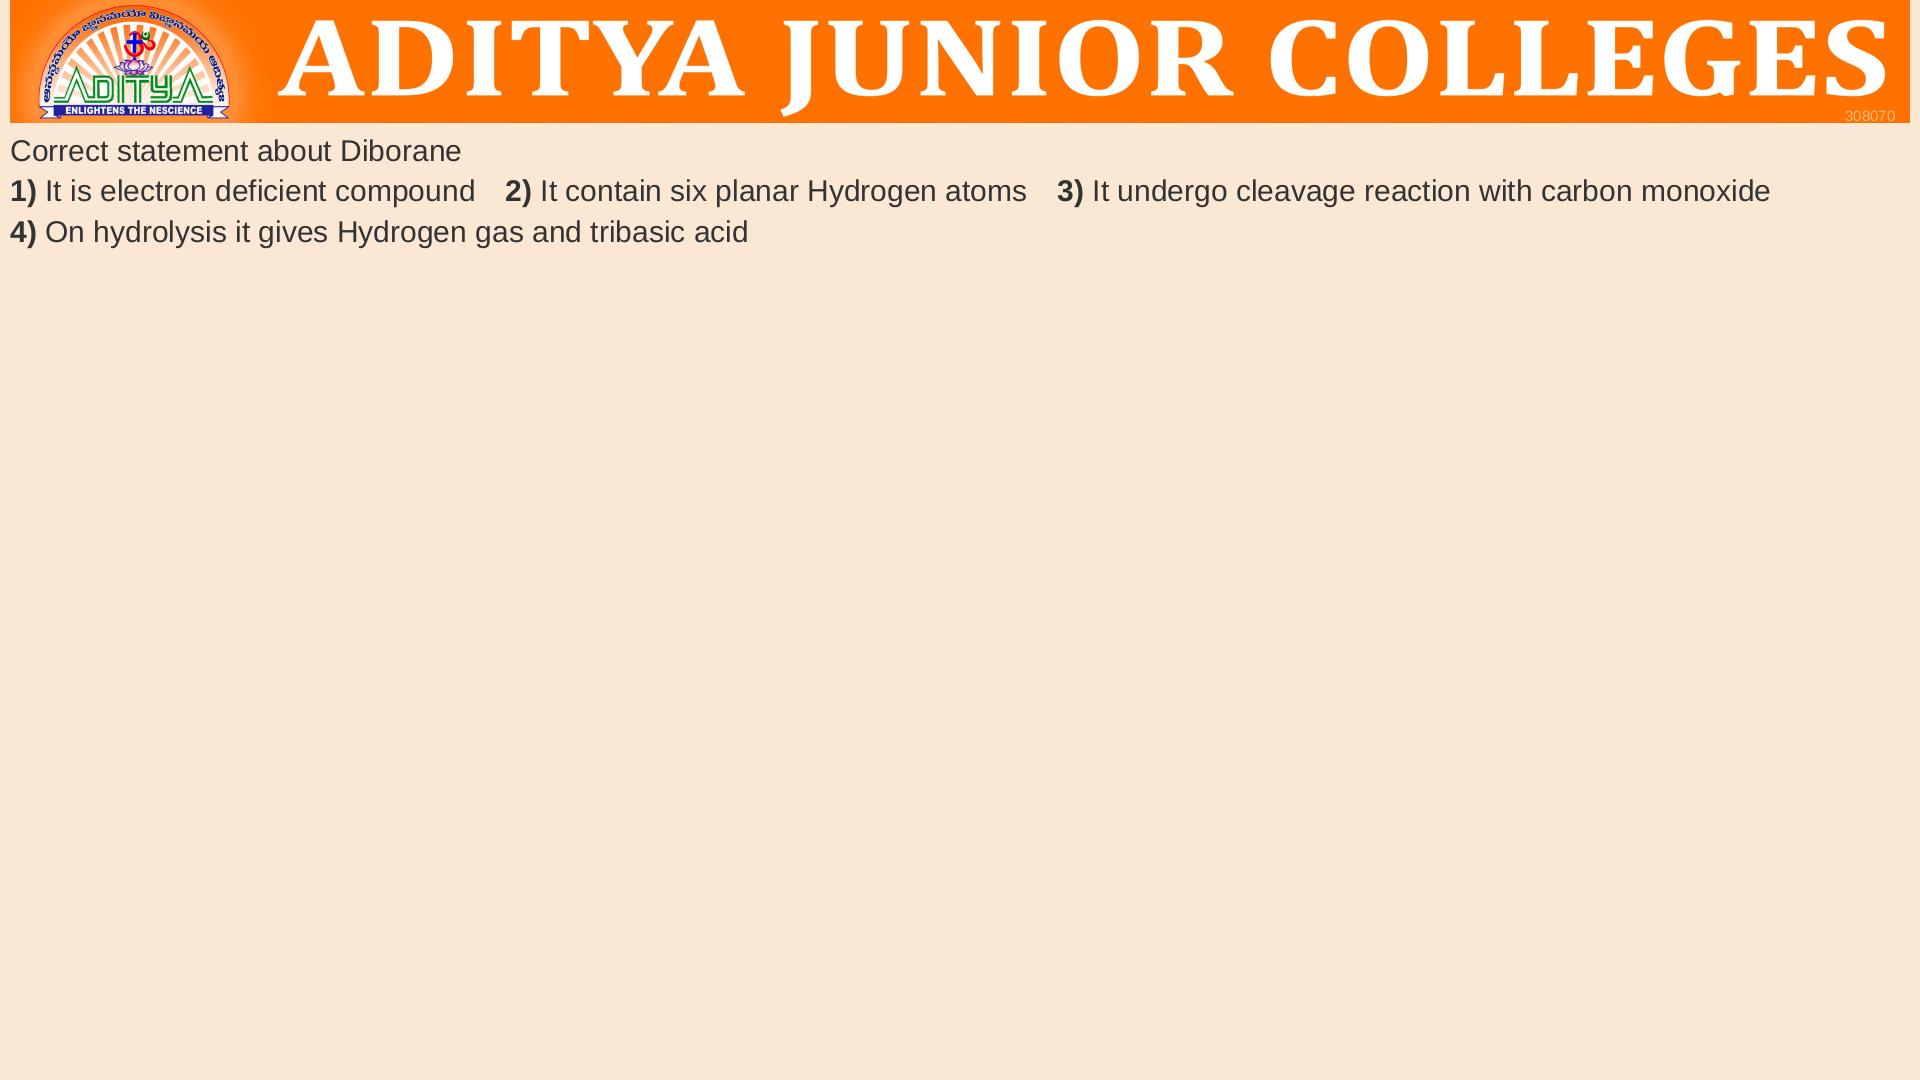 ADITYA JUNIOR COLLEGES
ADITYA
ENLIGHTENS THE NESCIENCE
308070
Correct statement about Diborane
1) It is electron deficient compound 2) It contain six planar Hydrogen atoms 3) It undergo cleavage reaction with carbon monoxide
4) On hydrolysis it gives Hydrogen gas and tribasic acid